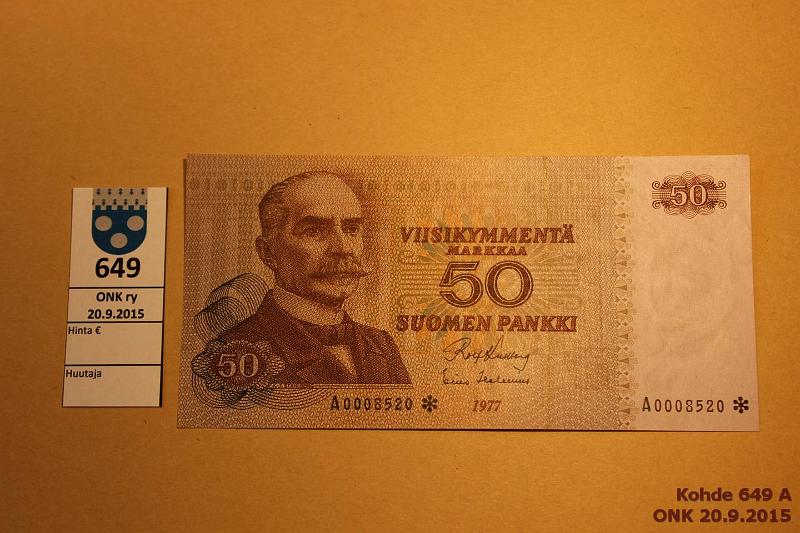 649
ONK ry
20.9.2015
Hinta €
Huutaja
50
VIISIKYMMENTÄ
MARKKAA
50
SUOMEN PANKKI
50
A0008520 *
1977
A0008520 *
Kohde 649 A
ONK 20.9.2015